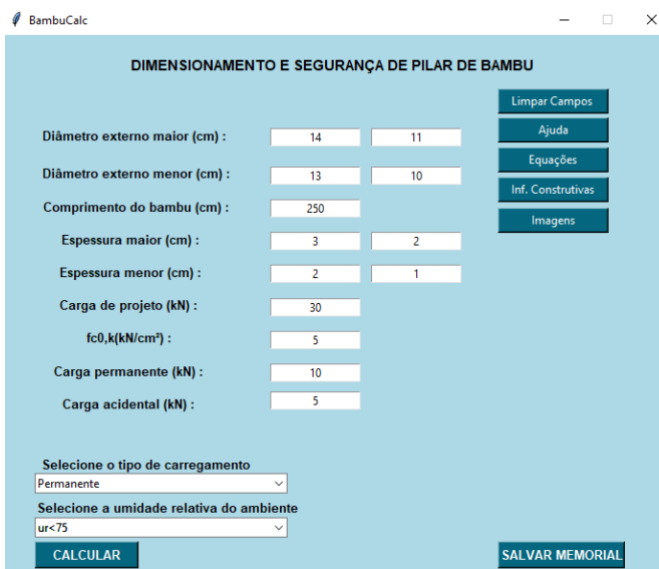 BambuCalc
DIMENSIONAMENTO E SEGURANÇA DE PILAR DE BAMBU
Limpar Campos
Diâmetro externo maior (cm) : 14 11
Ajuda
Equações
Diâmetro externo menor (cm) : 13 10
Inf. Construtivas
Comprimento do bambu (cm) : 250
Imagens
Espessura maior (cm) : 3 2
Espessura menor (cm) : 2 1
Carga de projeto (kN) : 30
fc0,k(kN/cm²) : 5
Carga permanente (kN) : 10
Carga acidental (kN) : 5
Selecione o tipo de carregamento
Permanente
Selecione a umidade relativa do ambiente
ur<75
CALCULAR SALVAR MEMORIAL